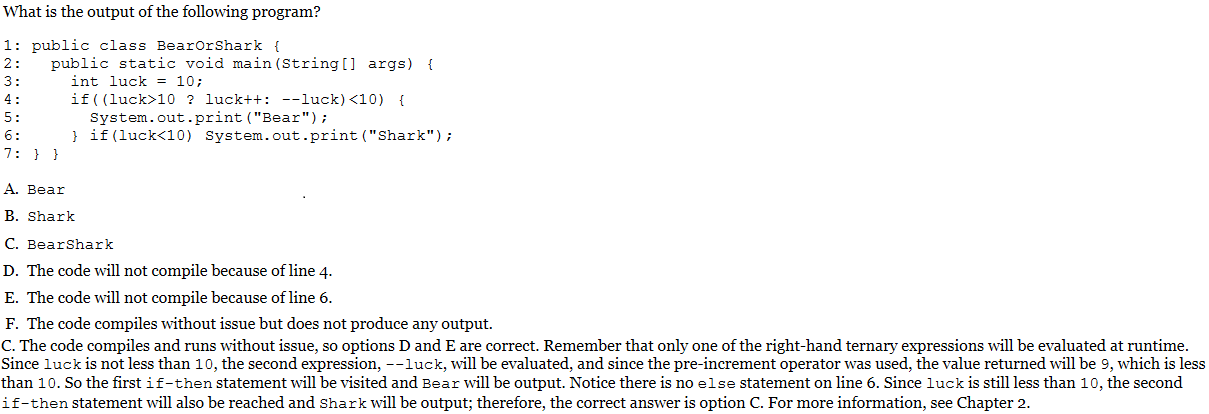 What is the output of the following program?
1: public class BearOrShark {
2:   public static void main(String[] args) {
3:     int luck = 10;
4:     if((luck>10 ? luck++: --luck)<10) {
5:       System.out.print("Bear");
6:     } if(luck<10) System.out.print("Shark");
7: } }
A. Bear
B. Shark
C. BearShark
D. The code will not compile because of line 4.
E. The code will not compile because of line 6.
F. The code compiles without issue but does not produce any output.
C. The code compiles and runs without issue, so options D and E are correct. Remember that only one of the right-hand ternary expressions will be evaluated at runtime.
Since luck is not less than 10, the second expression, --luck, will be evaluated, and since the pre-increment operator was used, the value returned will be 9, which is less
than 10. So the first if-then statement will be visited and Bear will be output. Notice there is no else statement on line 6. Since luck is still less than 10, the second
if-then statement will also be reached and Shark will be output; therefore, the correct answer is option C. For more information, see Chapter 2.